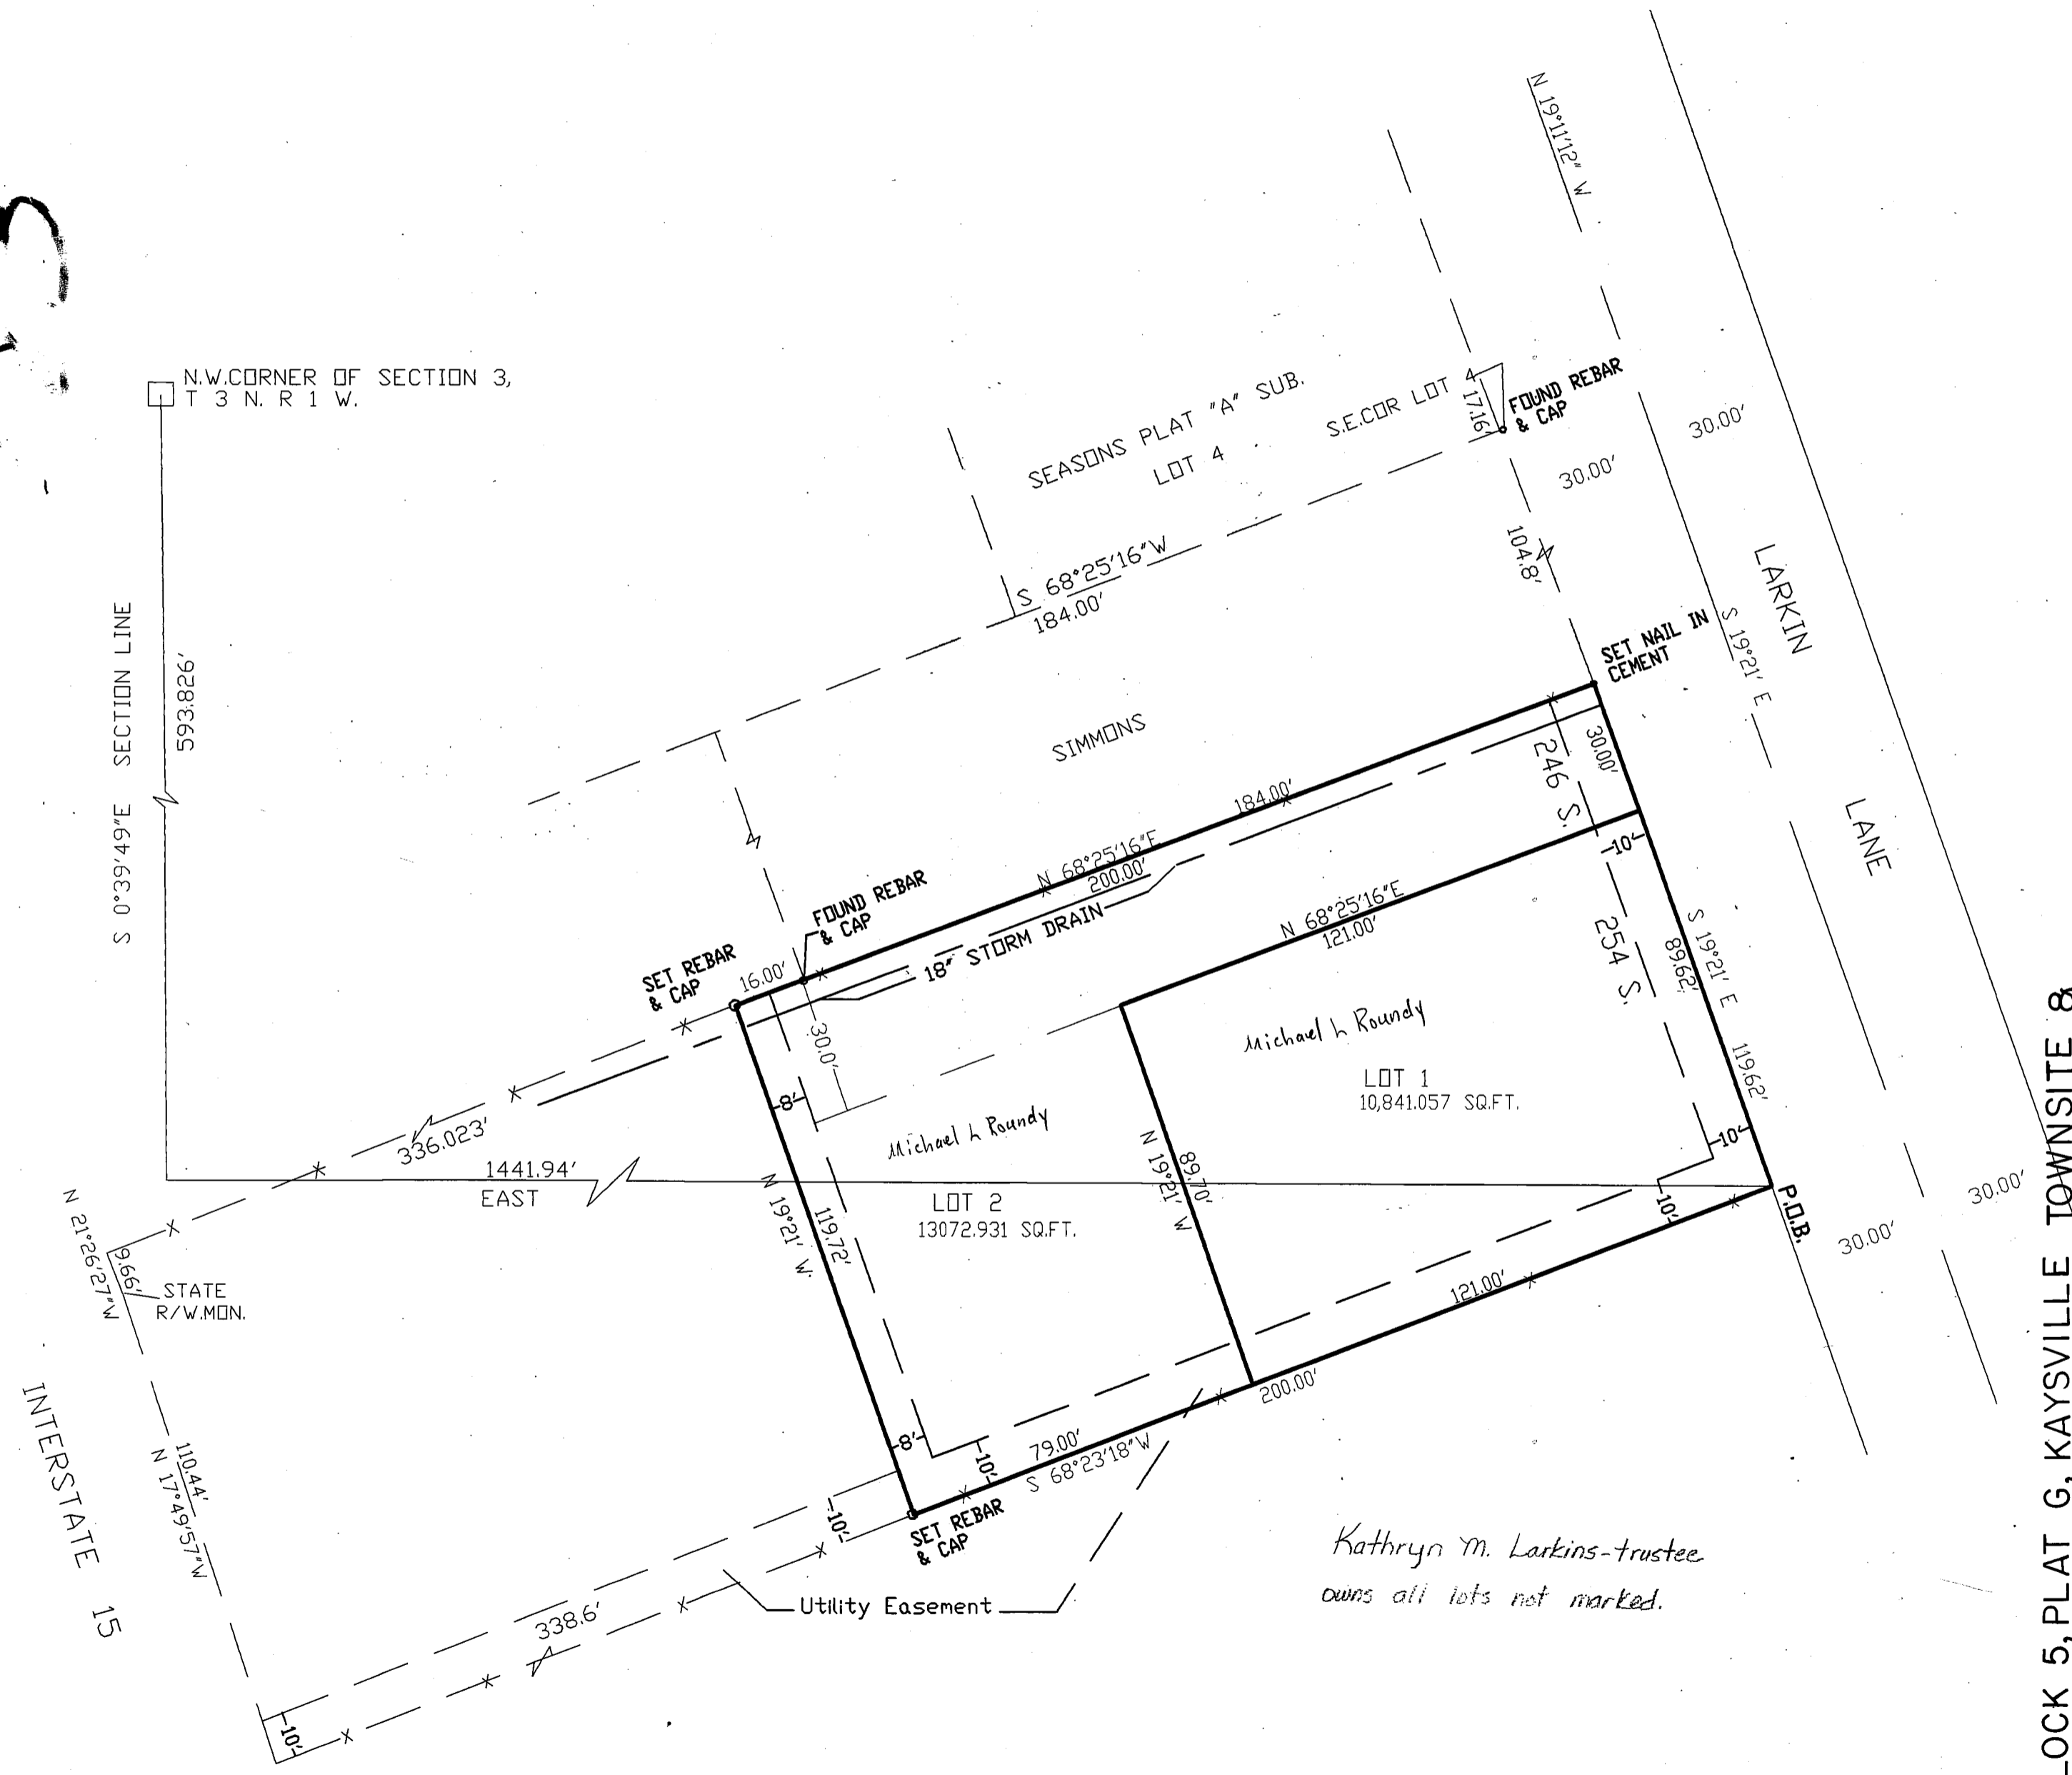 N 19°11'12" W
N.W.CORNER OF SECTION 3,
T 3 N. R 1 W.
S 0°39'49"E SECTION LINE
593.826'
SEASONS PLAT "A" SUB.
LOT 4
S.E.COR LOT 4
17.16'
FOUND REBAR
& CAP
30.00'
30.00'
S 68°25'16"W
184.00'
104.8'
LARKIN
LANE
S 19°21' E
SET NAIL IN
CEMENT
SIMMONS
184.00'
N 68°25'16"E
200.00'
18" STORM DRAIN
246 S.
30.00'
-10'-
FOUND REBAR
& CAP
SET REBAR
& CAP
16.00'
30.0'
-8'-
N 68°25'16"E
121.00'
254 S.
S 19°21' E
89.62'
119.62'
Michael L Roundy
LOT 1
10,841.057 SQ.FT.
Michael L Roundy
LOT 2
13072.931 SQ.FT.
N 19°21' W
89.70'
N 19°21' W.
119.72'
336.023'
1441.94'
EAST
-10'-
-10'-
P.O.B.
30.00'
30.00'
N 21°26'27"W
9.66'
STATE
R/W.MON.
INTERSTATE 15
110.44'
N 17°49'57"W
121.00'
200.00'
79.00'
S 68°23'18"W
-8'-
-10'-
-10'-
SET REBAR
& CAP
338.6'
Utility Easement
-10'-
Kathryn M. Larkins-trustee
owns all lots not marked.
LOCK 5, PLAT G, KAYSVILLE TOWNSITE 8